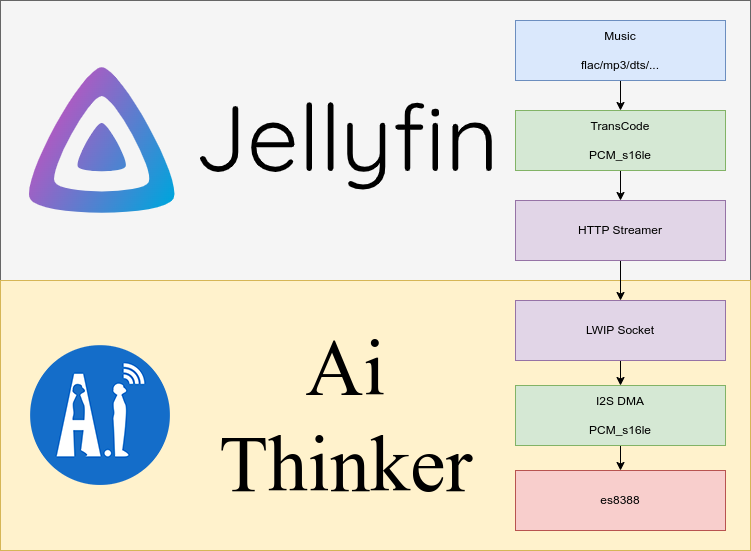 Jellyfin
Music
flac/mp3/dts/...
TransCode
PCM_s16le
HTTP Streamer
A.i
Ai
Thinker
LWIP Socket
I2S DMA
PCM_s16le
es8388